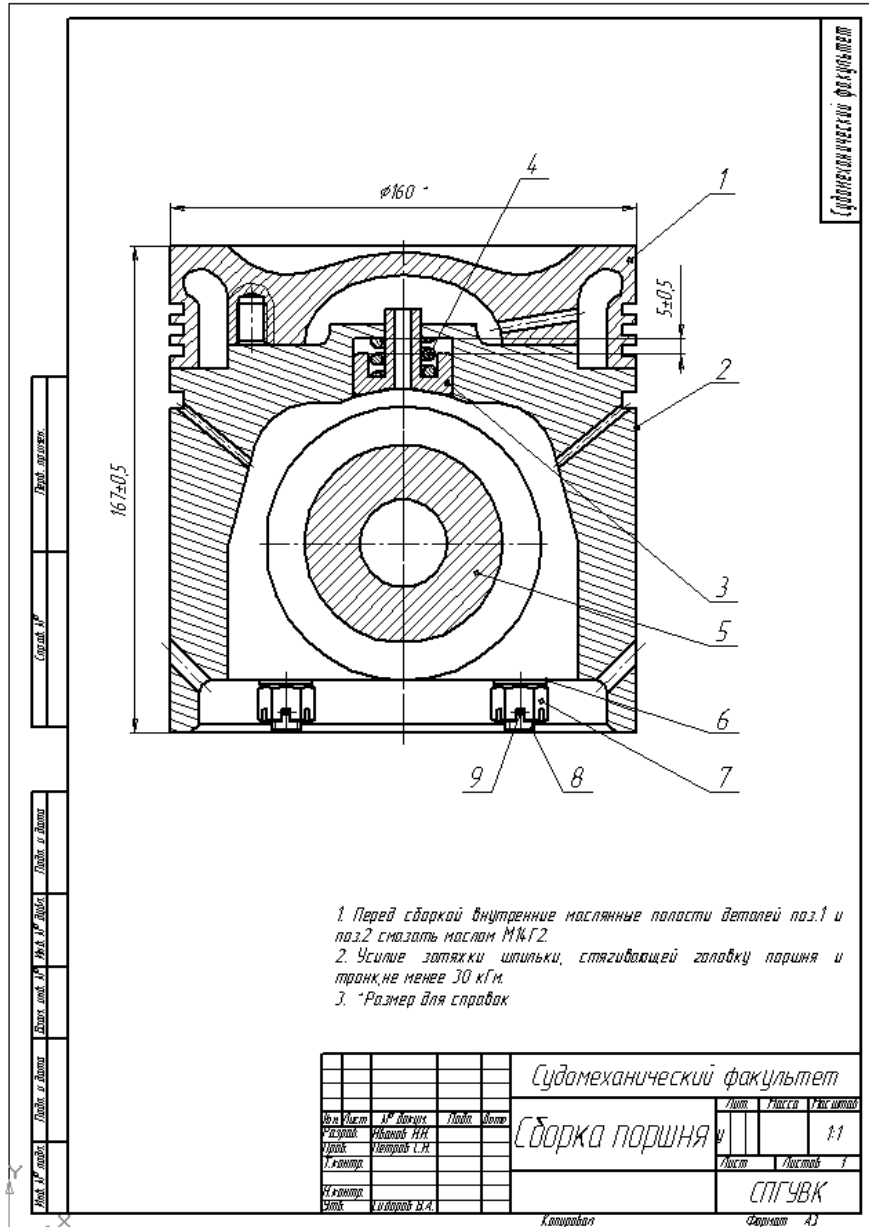 Судомеханический факультет
4
1
⌀160 *
5±0,5
2
167±0,5
3
5
6
7
9
8
Перв. примен.
Справ. №
Подп. и дата
Инв. № дубл.
Взам. инв. №
Подп. и дата
Инв. № подл.
1. Перед сборкой внутренние маслянные полости деталей поз.1 и
поз.2 смазать маслом М14Г2.
2. Усилие затяжки шпильки, стягивающей головку поршня и
тронк,не менее 30 кГм.
3. *Размер для справок
Судомеханический факультет
Изм Лист № докум. Подп. Дата
Разраб. Иванов
Пров. Петров
Т.контр.
Н.контр.
Утв. Сидоров В.А.
Сборка поршня
Лит. Масса Масштаб
у 1:1
Лист Листов 1
СПГУВК
Копировал Формат А3
Y
X